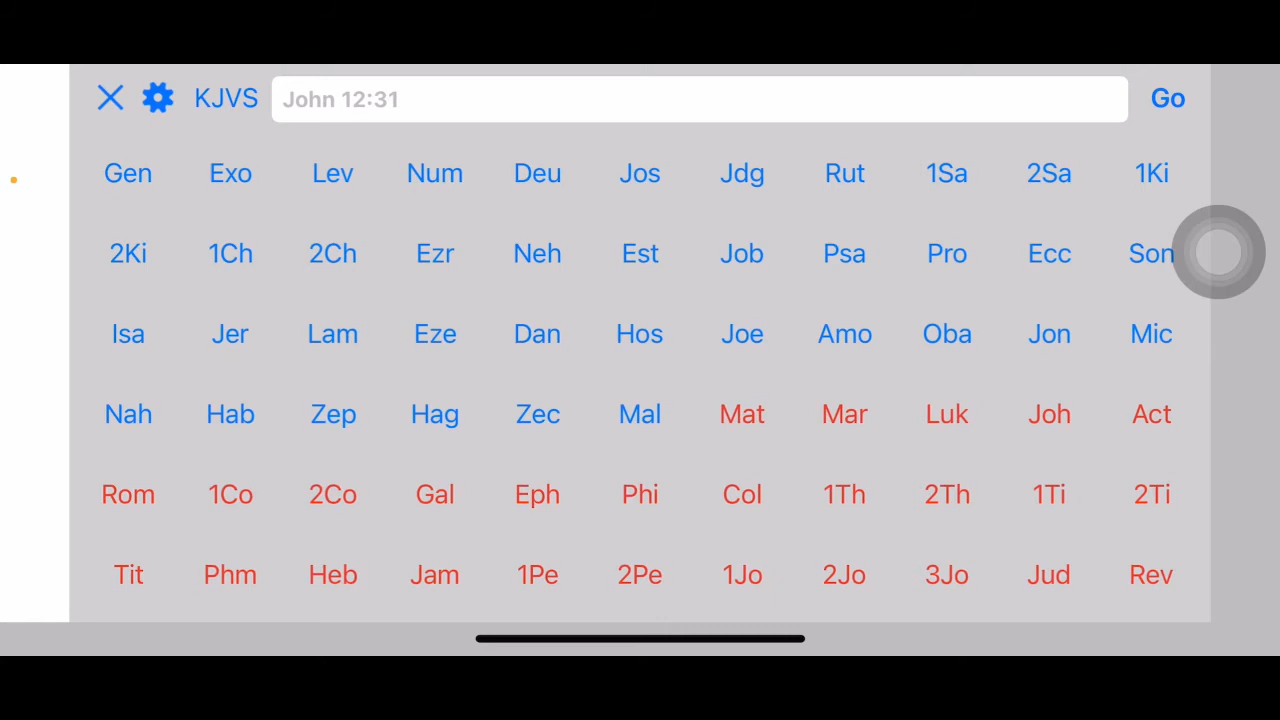 KJVS John 12:31 Go
Gen Exo Lev Num Deu Jos Jdg Rut 1Sa 2Sa 1Ki
2Ki 1Ch 2Ch Ezr Neh Est Job Psa Pro Ecc Son
Isa Jer Lam Eze Dan Hos Joe Amo Oba Jon Mic
Nah Hab Zep Hag Zec Mal Mat Mar Luk Joh Act
Rom 1Co 2Co Gal Eph Phi Col 1Th 2Th 1Ti 2Ti
Tit Phm Heb Jam 1Pe 2Pe 1Jo 2Jo 3Jo Jud Rev